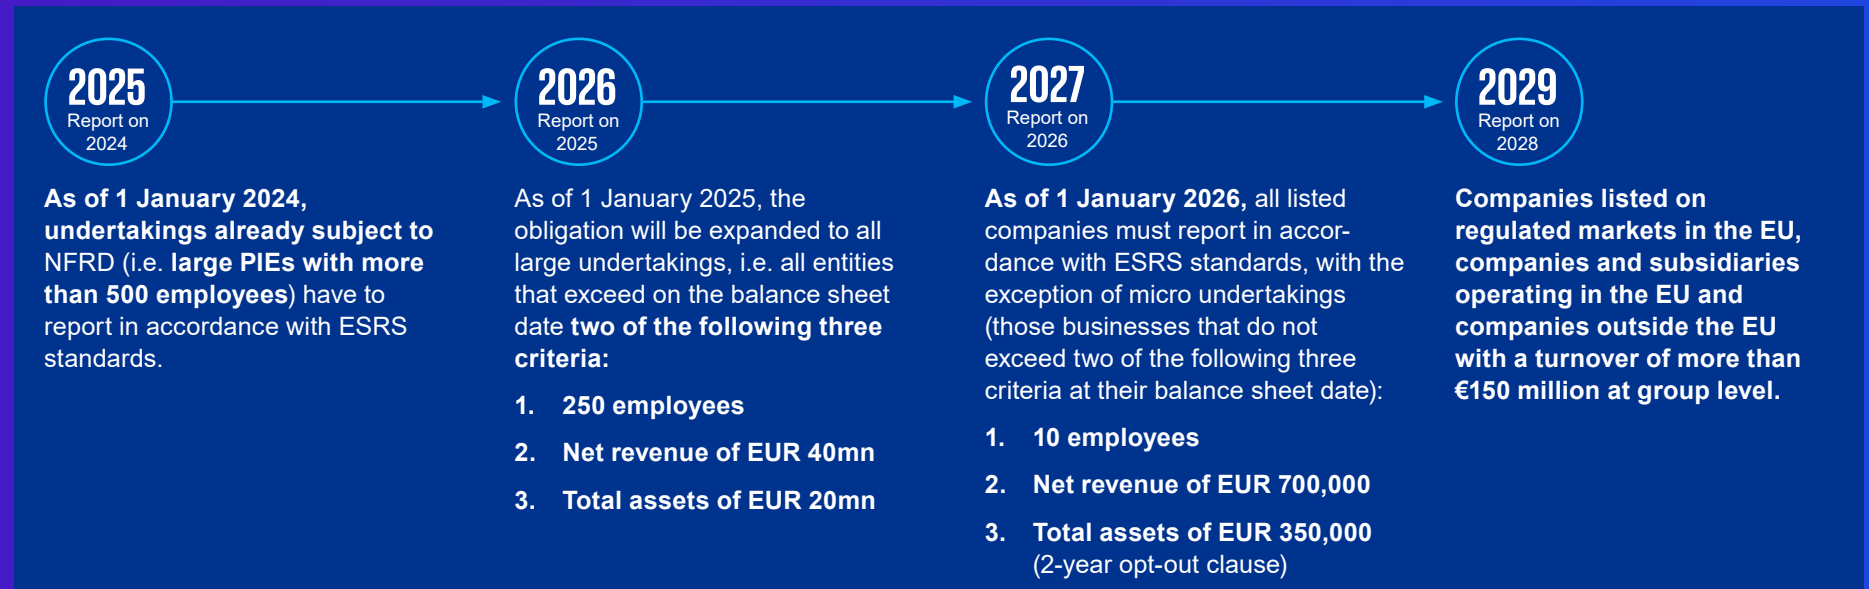 2025
Report on
2024
As of 1 January 2024,
undertakings already subject to
NFRD (i.e. large PIEs with more
than 500 employees) have to
report in accordance with ESRS
standards.
2026
Report on
2025
As of 1 January 2025, the
obligation will be expanded to all
large undertakings, i.e. all entities
that exceed on the balance sheet
date two of the following three
criteria:
1. 250 employees
2. Net revenue of EUR 40mn
3. Total assets of EUR 20mn
2027
Report on
2026
As of 1 January 2026, all listed
companies must report in accor-
dance with ESRS standards, with the
exception of micro undertakings
(those businesses that do not
exceed two of the following three
criteria at their balance sheet date):
1. 10 employees
2. Net revenue of EUR 700,000
3. Total assets of EUR 350,000
(2-year opt-out clause)
2029
Report on
2028
Companies listed on
regulated markets in the EU,
companies and subsidiaries
operating in the EU and
companies outside the EU
with a turnover of more than
€150 million at group level.